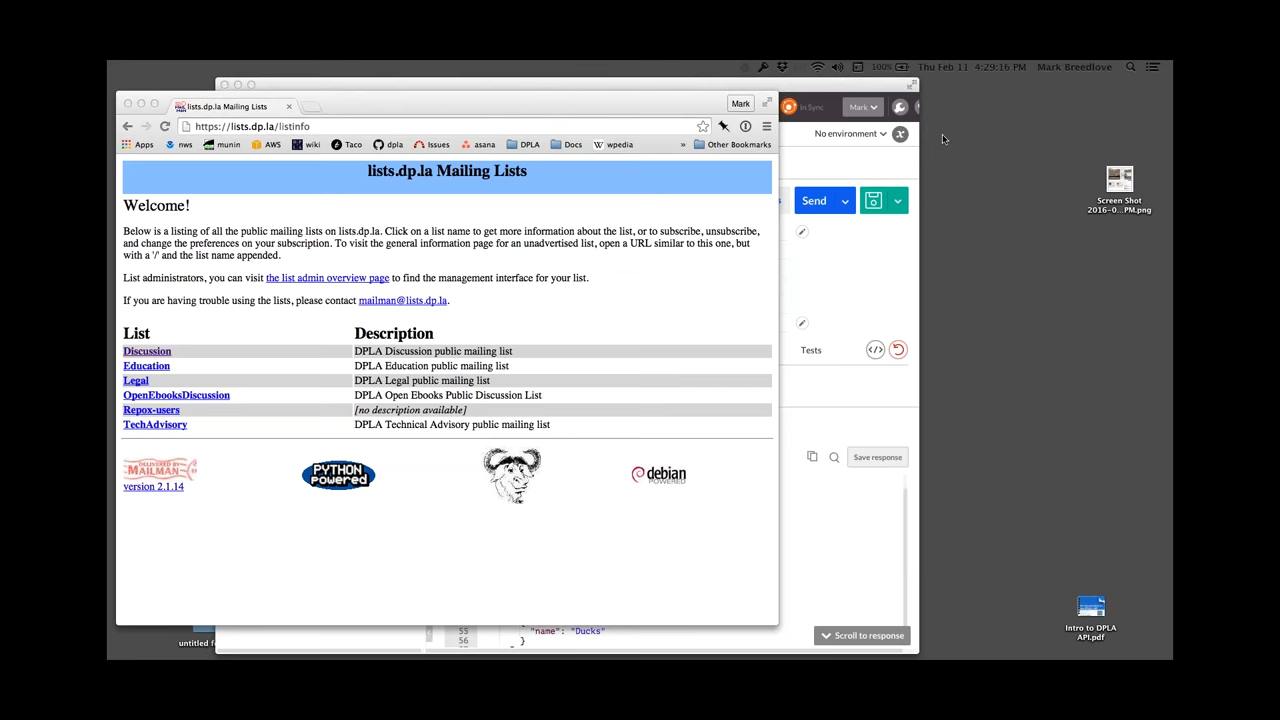 100% Thu Feb 11 4:29:16 PM Mark Breedlove
lists.dp.la Mailing Lists
Mark
In Sync
Mark
https://lists.dp.la/listinfo
No environment
Apps nws munin AWS wiki Taco dpla Issues asana DPLA Docs wpedia » Other Bookmarks
lists.dp.la Mailing Lists
Welcome!
Send
Below is a listing of all the public mailing lists on lists.dp.la. Click on a list name to get more information about the list, or to subscribe, unsubscribe,
and change the preferences on your subscription. To visit the general information page for an unadvertised list, open a URL similar to this one, but
with a '/' and the list name appended.
List administrators, you can visit the list admin overview page to find the management interface for your list.
If you are having trouble using the lists, please contact mailman@lists.dp.la.
List Description
Discussion DPLA Discussion public mailing list
Education DPLA Education public mailing list
Legal DPLA Legal public mailing list
OpenEbooksDiscussion DPLA Open Ebooks Public Discussion List
Repox-users [no description available]
TechAdvisory DPLA Technical Advisory public mailing list
DELIVERED BY
MAILMAN
version 2.1.14
PYTHON
Powered
debian
POWERED
Tests
</>
Save response
55 "name": "Ducks"
56 }
Scroll to response
Screen Shot
2016-0...PM.png
Intro to DPLA
API.pdf